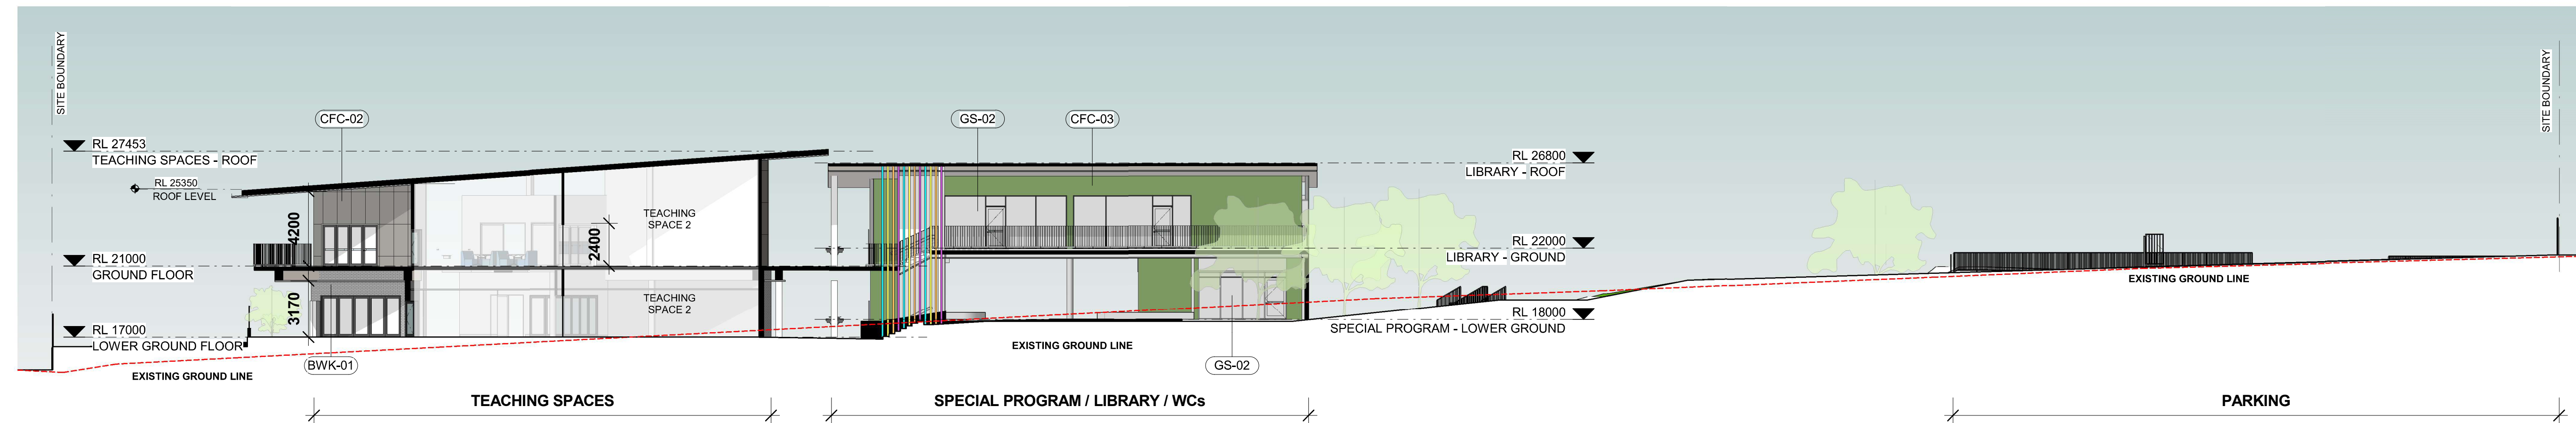 SITE BOUNDARY
SITE BOUNDARY
CFC-02
GS-02
CFC-03
RL 27453
TEACHING SPACES - ROOF
RL 26800
LIBRARY - ROOF
RL 25350
ROOF LEVEL
4200
TEACHING
SPACE 2
2400
RL 22000
LIBRARY - GROUND
RL 21000
GROUND FLOOR
EXISTING GROUND LINE
3170
TEACHING
SPACE 2
RL 18000
SPECIAL PROGRAM - LOWER GROUND
RL 17000
LOWER GROUND FLOOR
EXISTING GROUND LINE
BWK-01
GS-02
EXISTING GROUND LINE
TEACHING SPACES
SPECIAL PROGRAM / LIBRARY / WCs
PARKING